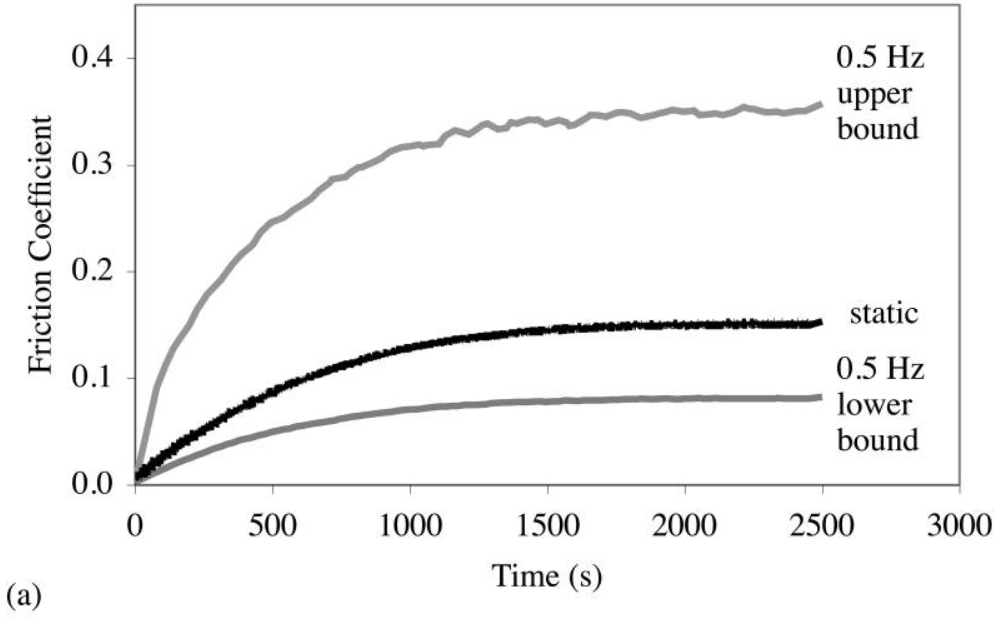 0.4
0.3
0.2
0.1
0.0
Friction Coefficient
0.5 Hz
upper
bound
static
0.5 Hz
lower
bound
0 500 1000 1500 2000 2500 3000
Time (s)
(a)